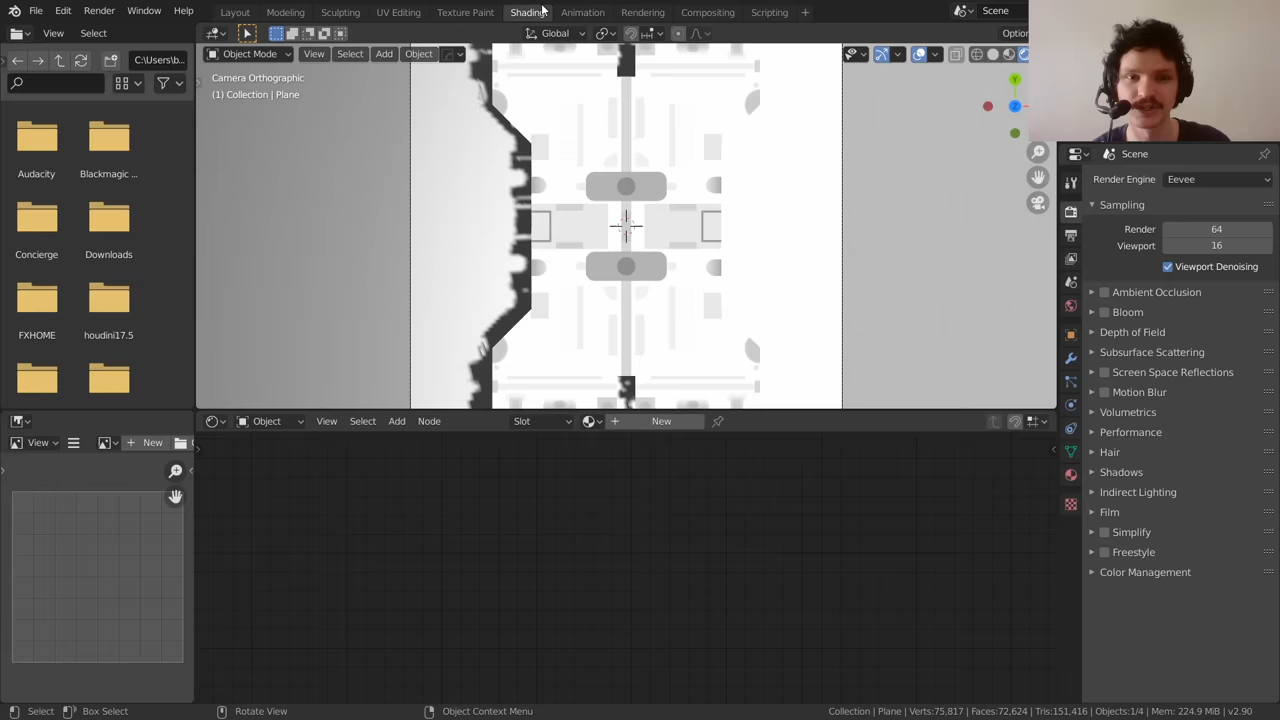 File Edit Render Window Help Layout Modeling Sculpting UV Editing Texture Paint Shading Animation Rendering Compositing Scripting + Scene
View Select Global
C:\Users\b... Object Mode View Select Add Object
Camera Orthographic
(1) Collection | Plane
Y
Z
Audacity Blackmagic ...
Concierge Downloads
FXHOME houdini17.5
Scene
Render Engine Eevee
Sampling
Render 64
Viewport 16
Viewport Denoising
Ambient Occlusion
Bloom
Depth of Field
Subsurface Scattering
Screen Space Reflections
Motion Blur
Volumetrics
Performance
Hair
Shadows
Indirect Lighting
Film
Simplify
Freestyle
Color Management
Object View Select Add Node Slot + New
View + New
Select Box Select Rotate View Object Context Menu Collection | Plane | Verts:75,817 | Faces:72,624 | Tris:151,416 | Objects:1/4 | Mem: 224.9 MiB | v2.90